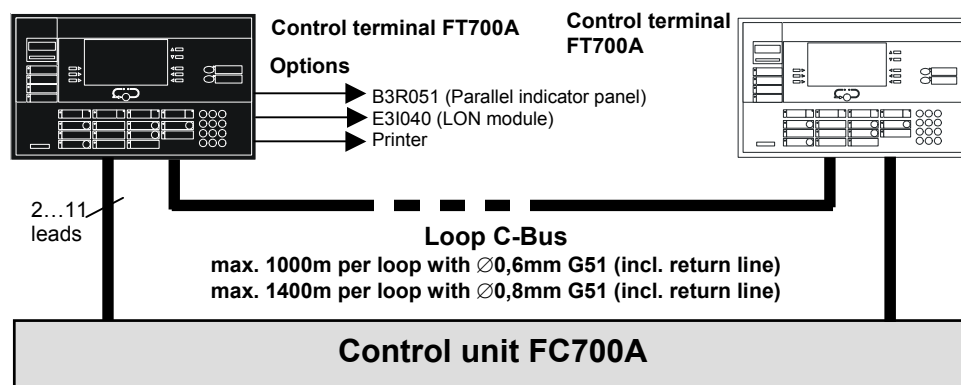 Control terminal FT700A
Control terminal
FT700A
Options
B3R051 (Parallel indicator panel)
E3I040 (LON module)
Printer
2…11
leads
Loop C-Bus
max. 1000m per loop with ∅0,6mm G51 (incl. return line)
max. 1400m per loop with ∅0,8mm G51 (incl. return line)
Control unit FC700A